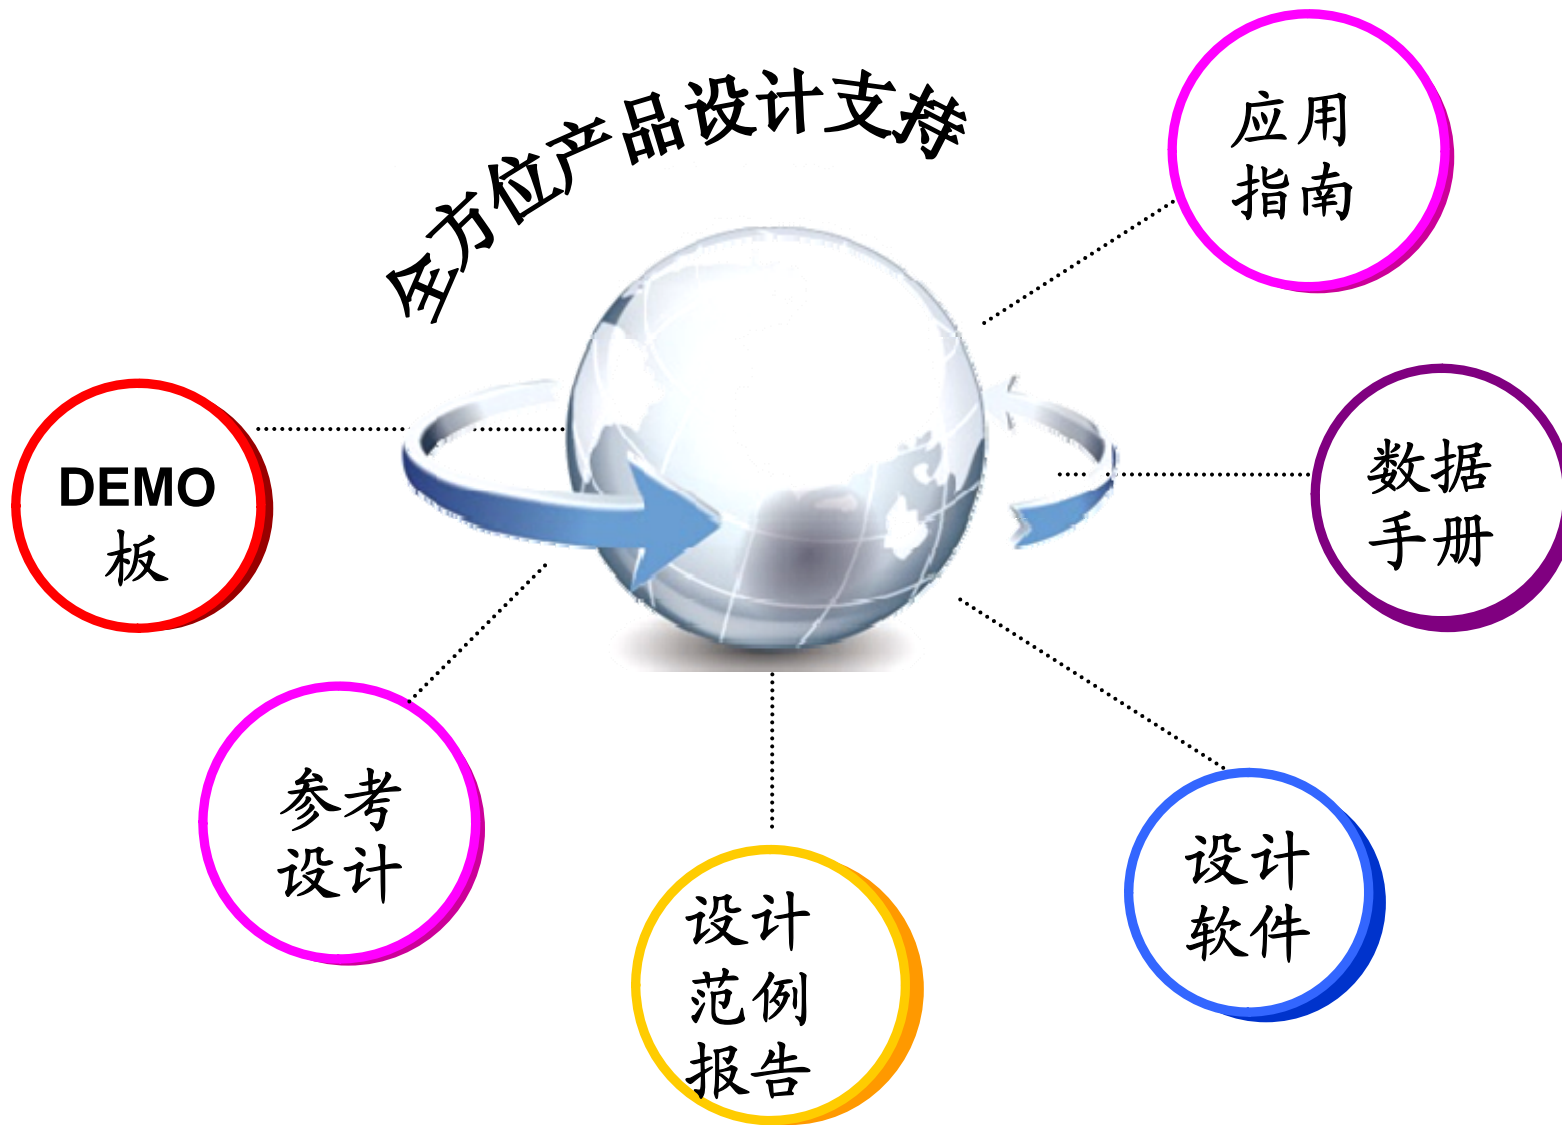 全方位产品设计支持
应用
指南
DEMO
板
数据
手册
参考
设计
设计
范例
报告
设计
软件